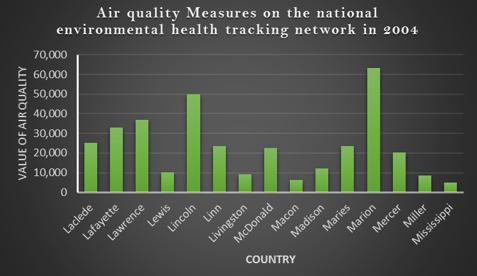 Air quality Measures on the national
environmental health tracking network in 2004
VALUE OF AIR QUALITY
70,000
60,000
50,000
40,000
30,000
20,000
10,000
0
Laclede
Lafayette
Lawrence
Lewis
Lincoln
Linn
Livingston
McDonald
Macon
Madison
Maries
Marion
Mercer
Miller
Mississippi
COUNTRY